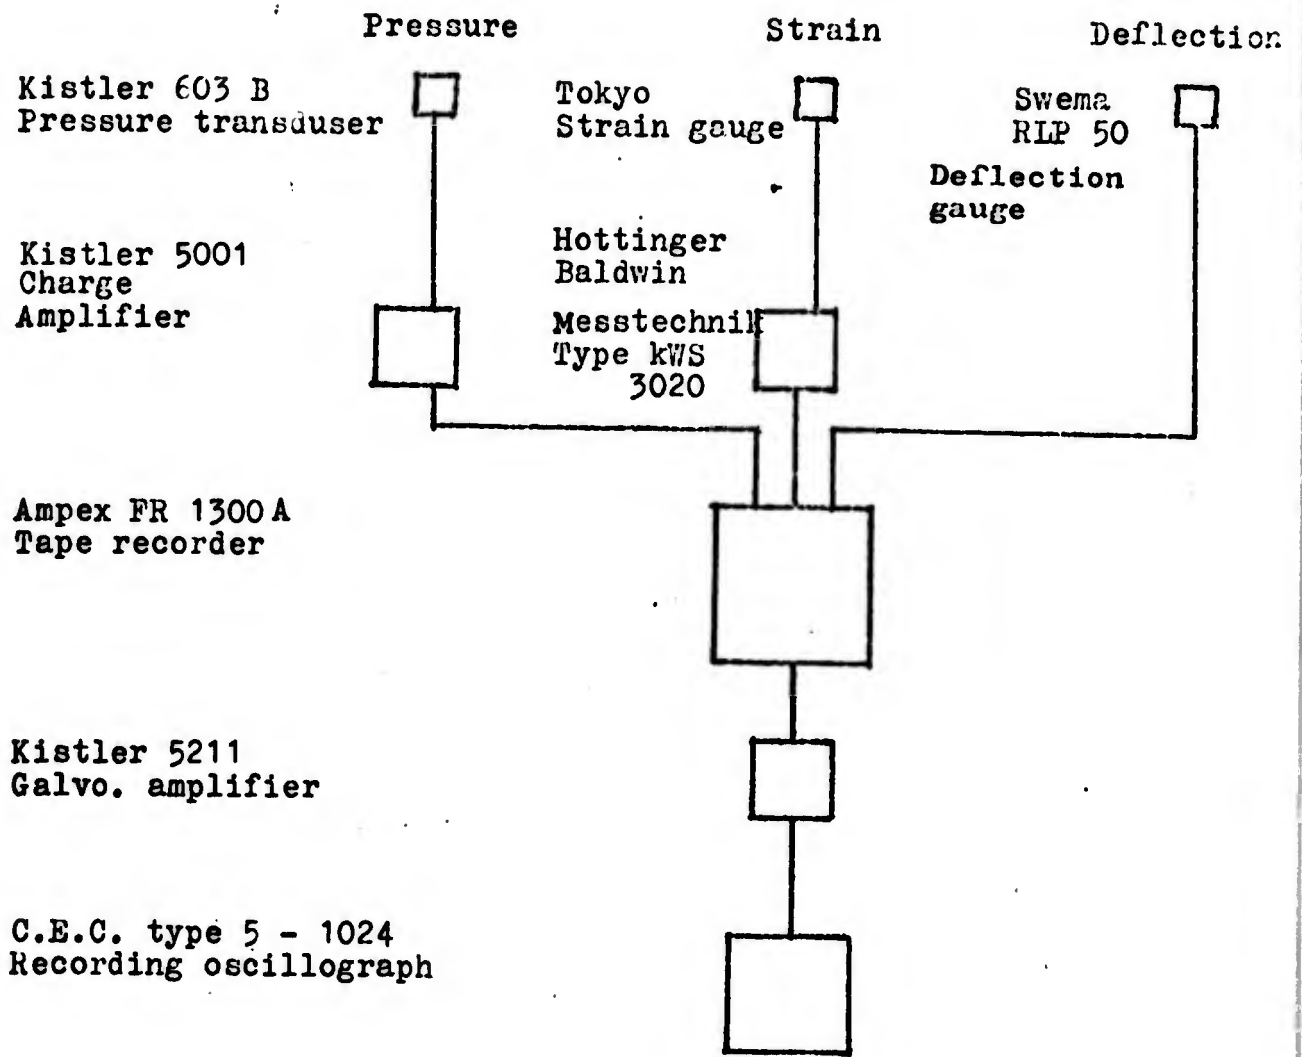 Pressure
Strain
Deflection
Kistler 603 B
Pressure transduser
Tokyo
Strain gauge
Swema
RLP 50
Deflection
gauge
Kistler 5001
Charge
Amplifier
Hottinger
Baldwin
Messtechnik
Type kWS
3020
Ampex FR 1300 A
Tape recorder
Kistler 5211
Galvo. amplifier
C.E.C. type 5 - 1024
Recording oscillograph